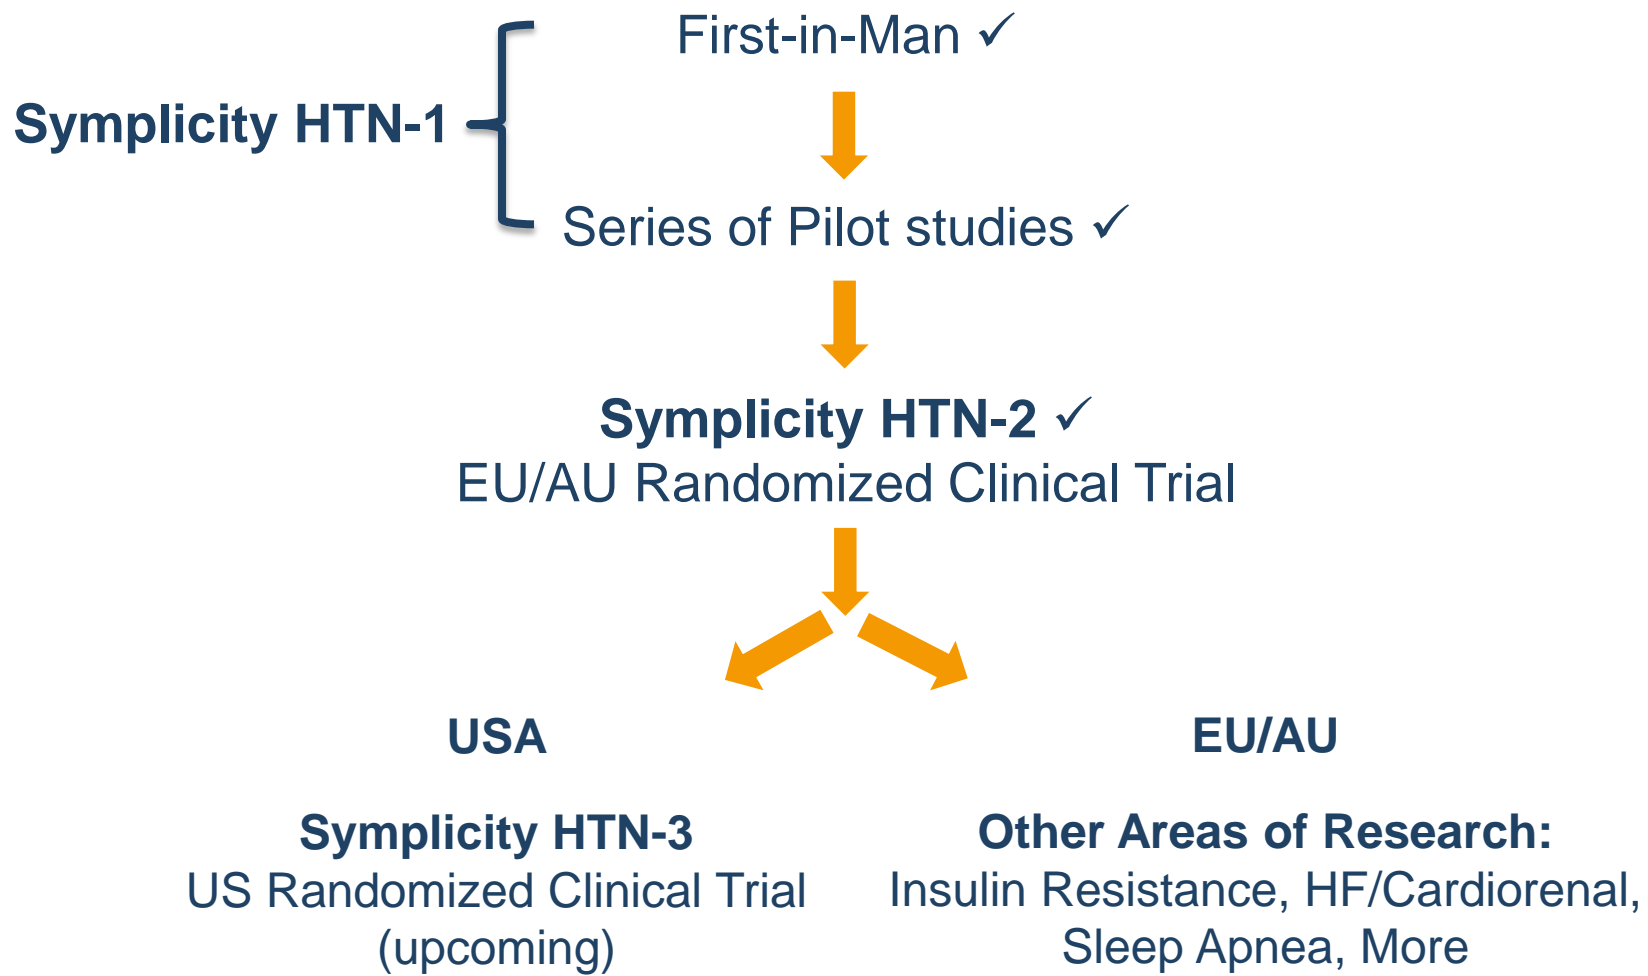 First-in-Man ✓
Symplicity HTN-1
Series of Pilot studies ✓
Symplicity HTN-2 ✓
EU/AU Randomized Clinical Trial
USA
Symplicity HTN-3
US Randomized Clinical Trial
(upcoming)
EU/AU
Other Areas of Research:
Insulin Resistance, HF/Cardiorenal,
Sleep Apnea, More